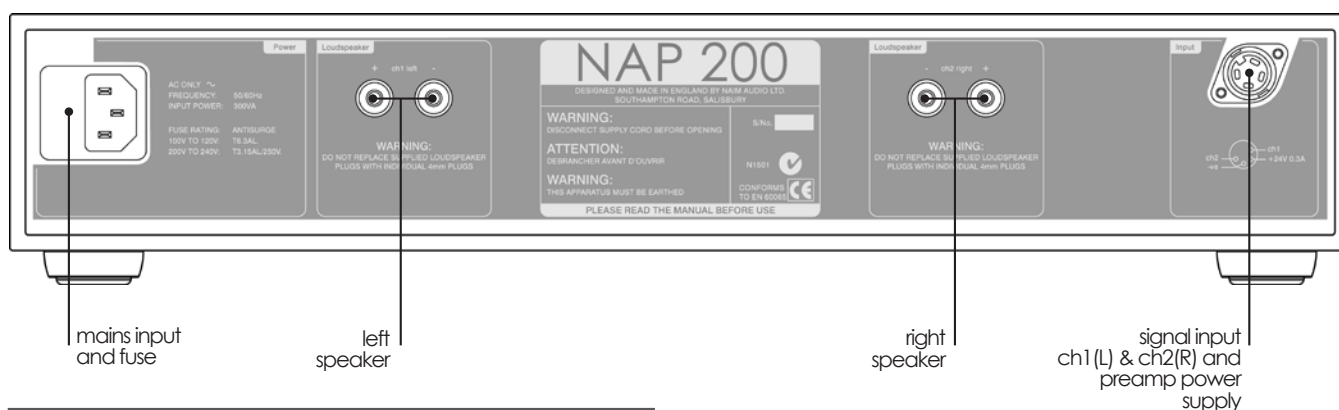 Power
AC ONLY ~
FREQUENCY: 50/60Hz
INPUT POWER: 300VA
FUSE RATING: ANTISURGE
100V TO 120V: T6.3AL.
200V TO 240V: T3.15AL/250V.
Loudspeaker
+ ch1 left -
WARNING:
DO NOT REPLACE SUPPLIED LOUDSPEAKER
PLUGS WITH INDIVIDUAL 4mm PLUGS
NAP 200
DESIGNED AND MADE IN ENGLAND BY NAIM AUDIO LTD.
SOUTHAMPTON ROAD, SALISBURY
WARNING:
DISCONNECT SUPPLY CORD BEFORE OPENING
ATTENTION:
DEBRANCHER AVANT D'OUVRIR
WARNING:
THIS APPARATUS MUST BE EARTHED
S/No.
N1501
CONFORMS
TO EN 60065 CE
PLEASE READ THE MANUAL BEFORE USE
Loudspeaker
- ch2 right +
WARNING:
DO NOT REPLACE SUPPLIED LOUDSPEAKER
PLUGS WITH INDIVIDUAL 4mm PLUGS
Input
ch1
ch2 +24V 0.3A
-ve
mains input
and fuse
left
speaker
right
speaker
signal input
ch1(L) & ch2(R) and
preamp power
supply